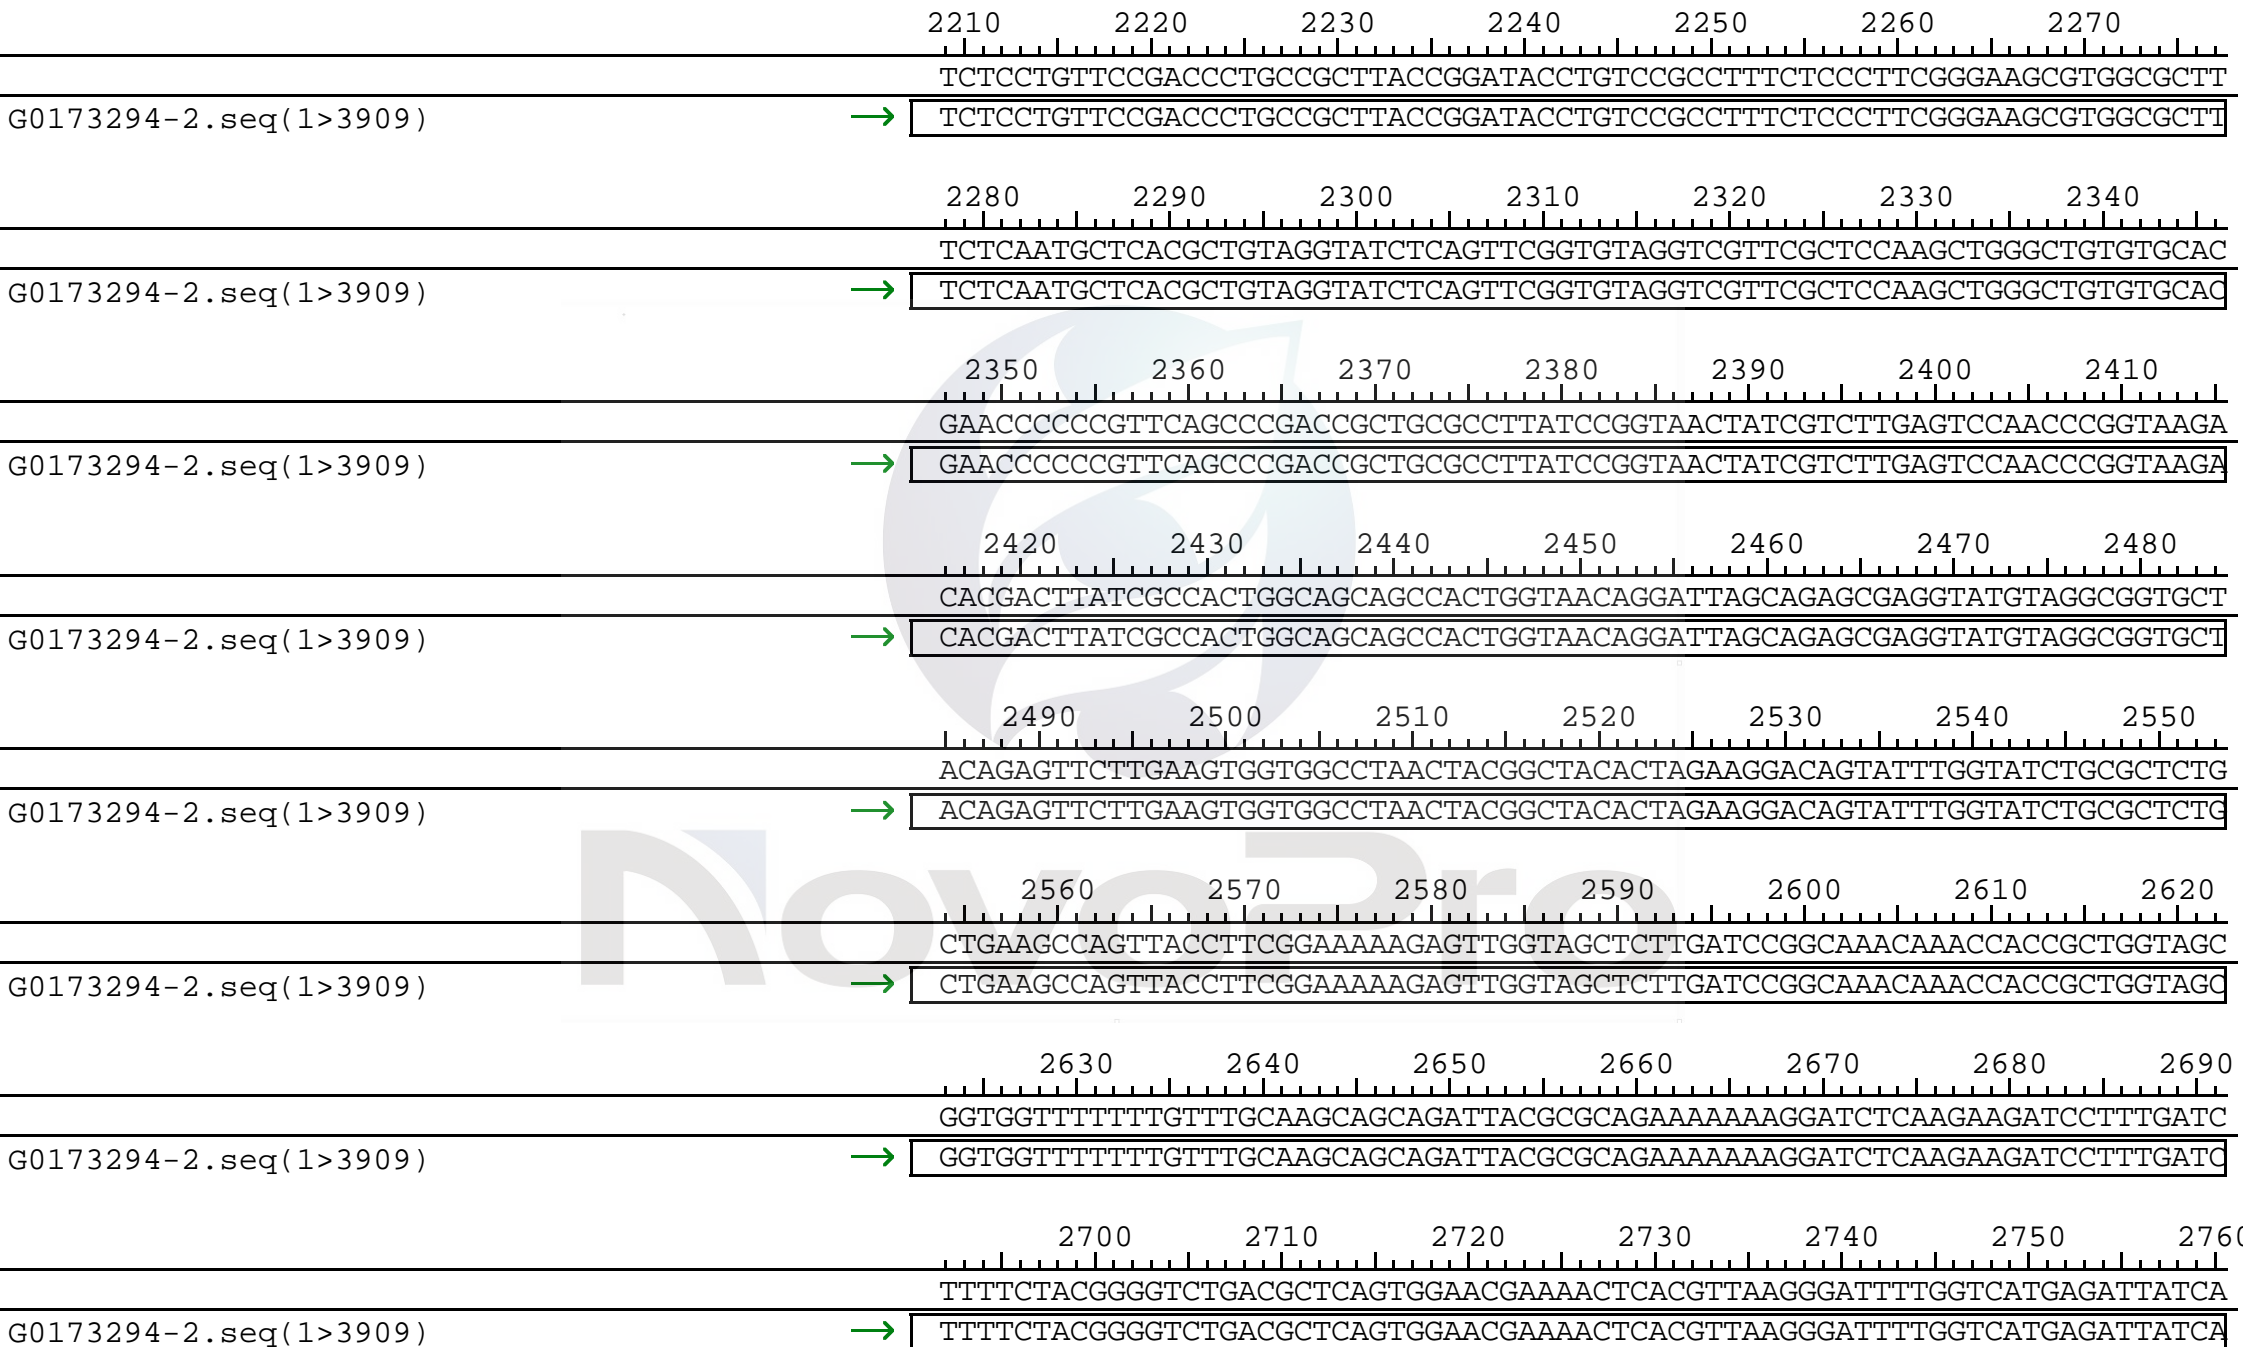 2210 2220 2230 2240 2250 2260 2270
TCTCCTGTTCCGACCCTGCCGCTTACCGGATACCTGTCCGCCTTTCTCCCTTCGGGAAGCGTGGCGCTT
G0173294-2.seq(1>3909) → TCTCCTGTTCCGACCCTGCCGCTTACCGGATACCTGTCCGCCTTTCTCCCTTCGGGAAGCGTGGCGCTT
2280 2290 2300 2310 2320 2330 2340
TCTCAATGCTCACGCTGTAGGTATCTCAGTTCGGTGTAGGTCGTTCGCTCCAAGCTGGGCTGTGTGCAC
G0173294-2.seq(1>3909) → TCTCAATGCTCACGCTGTAGGTATCTCAGTTCGGTGTAGGTCGTTCGCTCCAAGCTGGGCTGTGTGCAC
2350 2360 2370 2380 2390 2400 2410
GAACCCCCCGTTCAGCCCGACCGCTGCGCCTTATCCGGTAACTATCGTCTTGAGTCCAACCCGGTAAGA
G0173294-2.seq(1>3909) → GAACCCCCCGTTCAGCCCGACCGCTGCGCCTTATCCGGTAACTATCGTCTTGAGTCCAACCCGGTAAGA
2420 2430 2440 2450 2460 2470 2480
CACGACTTATCGCCACTGGCAGCAGCCACTGGTAACAGGATTAGCAGAGCGAGGTATGTAGGCGGTGCT
G0173294-2.seq(1>3909) → CACGACTTATCGCCACTGGCAGCAGCCACTGGTAACAGGATTAGCAGAGCGAGGTATGTAGGCGGTGCT
2490 2500 2510 2520 2530 2540 2550
ACAGAGTTCTTGAAGTGGTGGCCTAACTACGGCTACACTAGAAGGACAGTATTTGGTATCTGCGCTCTG
G0173294-2.seq(1>3909) → ACAGAGTTCTTGAAGTGGTGGCCTAACTACGGCTACACTAGAAGGACAGTATTTGGTATCTGCGCTCTG
NovoPro
2560 2570 2580 2590 2600 2610 2620
CTGAAGCCAGTTACCTTCGGAAAAAGAGTTGGTAGCTCTTGATCCGGCAAACAAACCACCGCTGGTAGC
G0173294-2.seq(1>3909) → CTGAAGCCAGTTACCTTCGGAAAAAGAGTTGGTAGCTCTTGATCCGGCAAACAAACCACCGCTGGTAGC
2630 2640 2650 2660 2670 2680 2690
GGTGGTTTTTTTGTTTGCAAGCAGCAGATTACGCGCAGAAAAAAAGGATCTCAAGAAGATCCTTTGATC
G0173294-2.seq(1>3909) → GGTGGTTTTTTTGTTTGCAAGCAGCAGATTACGCGCAGAAAAAAAGGATCTCAAGAAGATCCTTTGATC
2700 2710 2720 2730 2740 2750 2760
TTTTCTACGGGGTCTGACGCTCAGTGGAACGAAAACTCACGTTAAGGGATTTTGGTCATGAGATTATCA
G0173294-2.seq(1>3909) → TTTTCTACGGGGTCTGACGCTCAGTGGAACGAAAACTCACGTTAAGGGATTTTGGTCATGAGATTATCA